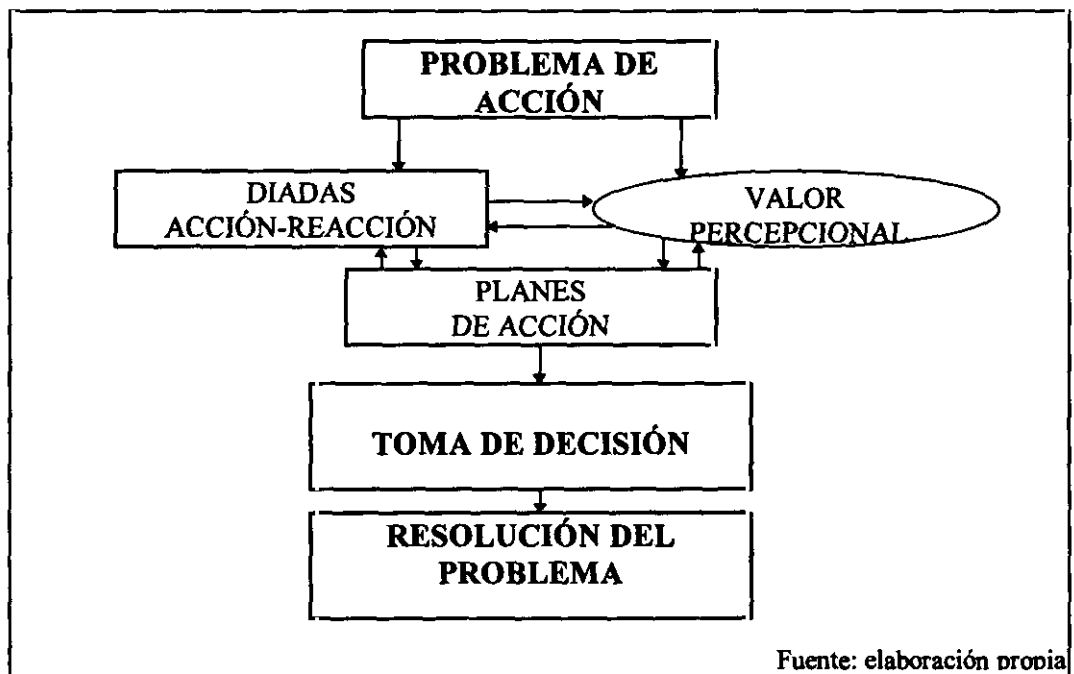 PROBLEMA DE
ACCIÓN
DIADAS
ACCIÓN-REACCIÓN
VALOR
PERCEPCIONAL
PLANES
DE ACCIÓN
TOMA DE DECISIÓN
RESOLUCIÓN DEL
PROBLEMA
Fuente: elaboración propia